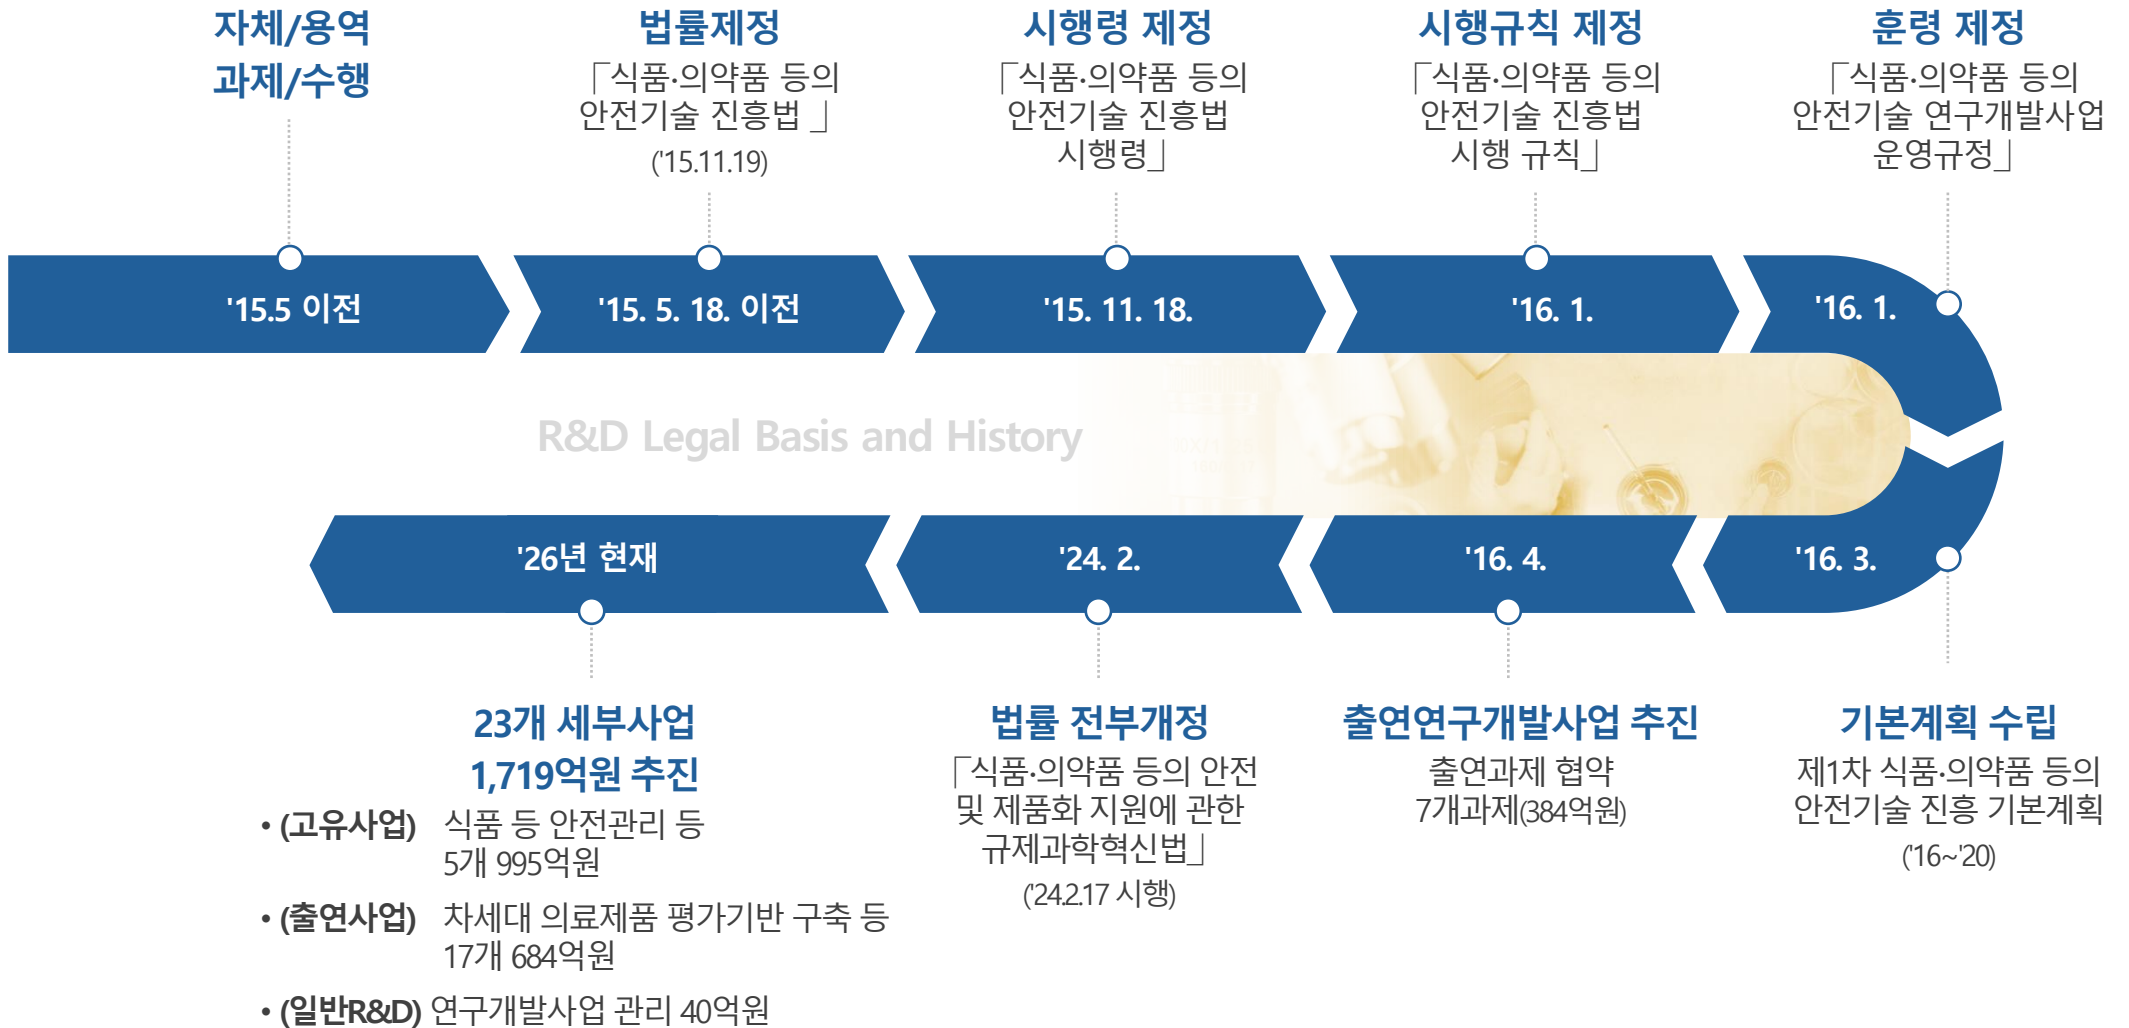 자체/용역
과제/수행
'15.5 이전
법률제정
「식품·의약품 등의
안전기술 진흥법 」
('15.11.19)
'15. 5. 18. 이전
시행령 제정
「식품·의약품 등의
안전기술 진흥법
시행령」
'15. 11. 18.
시행규칙 제정
「식품·의약품 등의
안전기술 진흥법
시행 규칙」
'16. 1.
훈령 제정
「식품·의약품 등의
안전기술 연구개발사업
운영규정」
'16. 1.
R&D Legal Basis and History
'16. 3.
기본계획 수립
제1차 식품·의약품 등의
안전기술 진흥 기본계획
('16~'20)
'16. 4.
출연연구개발사업 추진
출연과제 협약
7개과제(384억원)
'24. 2.
법률 전부개정
「식품·의약품 등의 안전
및 제품화 지원에 관한
규제과학혁신법」
('24.2.17 시행)
'26년 현재
23개 세부사업
1,719억원 추진
• (고유사업) 식품 등 안전관리 등
5개 995억원
• (출연사업) 차세대 의료제품 평가기반 구축 등
17개 684억원
• (일반R&D) 연구개발사업 관리 40억원